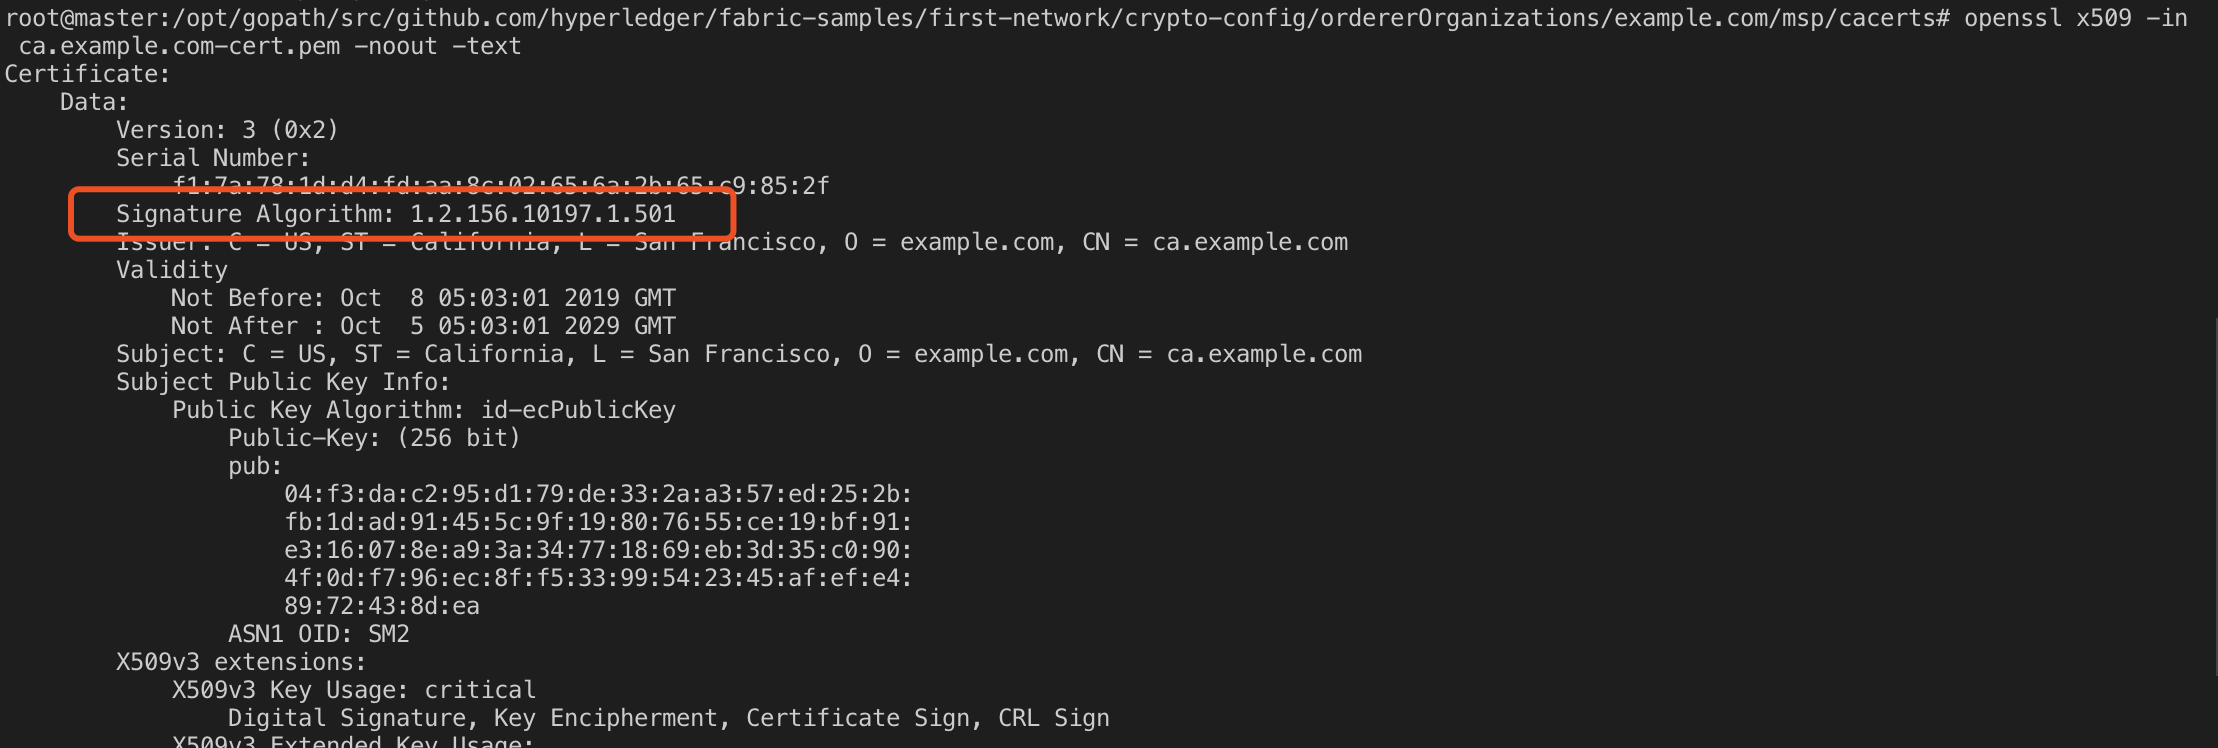 root@master:/opt/gopath/src/github.com/hyperledger/fabric-samples/first-network/crypto-config/ordererOrganizations/example.com/msp/cacerts# openssl x509 -in
ca.example.com-cert.pem -noout -text
Certificate:
Data:
Version: 3 (0x2)
Serial Number:
f1:7a:78:1d:d4:fd:aa:8c:02:65:6a:2b:65:c9:85:2f
Signature Algorithm: 1.2.156.10197.1.501
Issuer: C = US, ST = California, L = San Francisco, O = example.com, CN = ca.example.com
Validity
Not Before: Oct  8 05:03:01 2019 GMT
Not After : Oct  5 05:03:01 2029 GMT
Subject: C = US, ST = California, L = San Francisco, O = example.com, CN = ca.example.com
Subject Public Key Info:
Public Key Algorithm: id-ecPublicKey
Public-Key: (256 bit)
pub:
04:f3:da:c2:95:d1:79:de:33:2a:a3:57:ed:25:2b:
fb:1d:ad:91:45:5c:9f:19:80:76:55:ce:19:bf:91:
e3:16:07:8e:a9:3a:34:77:18:69:eb:3d:35:c0:90:
4f:0d:f7:96:ec:8f:f5:33:99:54:23:45:af:ef:e4:
89:72:43:8d:ea
ASN1 OID: SM2
X509v3 extensions:
X509v3 Key Usage: critical
Digital Signature, Key Encipherment, Certificate Sign, CRL Sign
X509v3 Extended Key Usage: